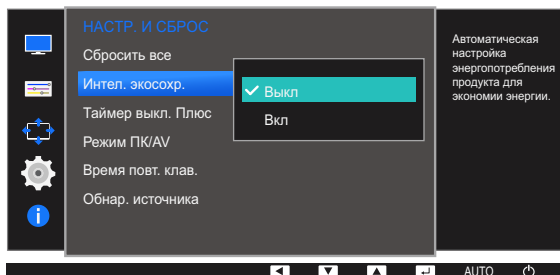 НАСТР. И СБРОС
Сбросить все
Интел. экосохр.
Таймер выкл. Плюс
Режим ПК/AV
Время повт. клав.
Обнар. источника
Выкл
Вкл
Автоматическая
настройка
энергопотребления
продукта для
экономии энергии.
AUTO